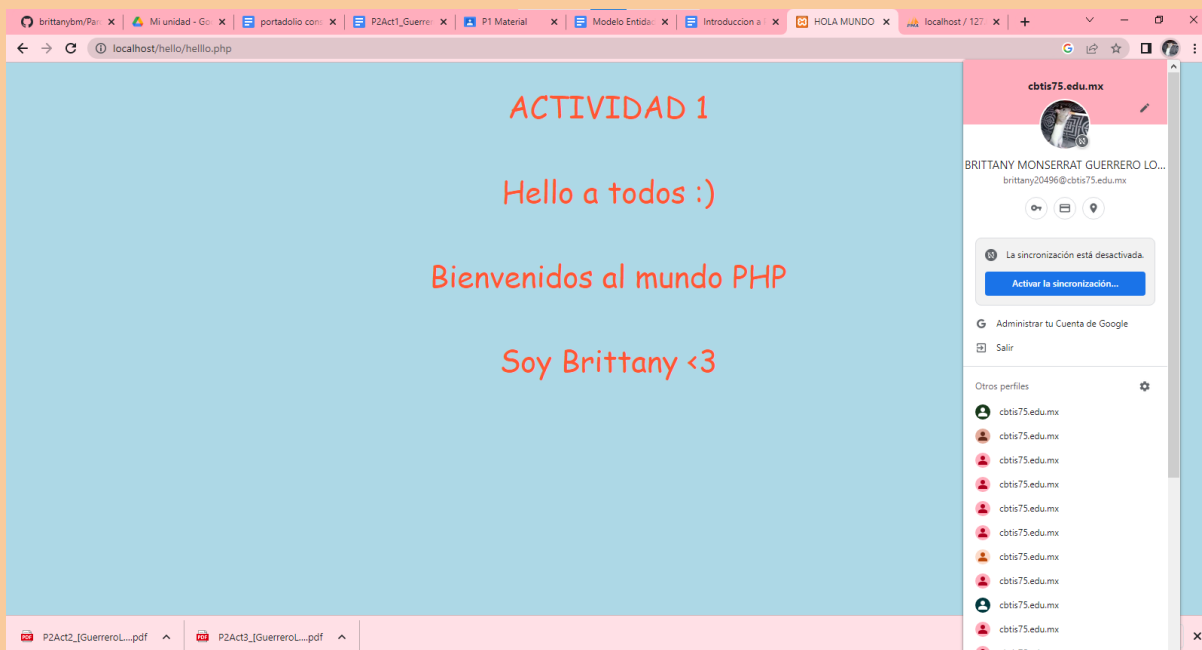 brittanybm/Par
Mi unidad - Go
portadolio cons
P2Act1_Guerrer
P1 Material
Modelo Entidad
Introduccion a
HOLA MUNDO
localhost / 127.
localhost/hello/helllo.php
ACTIVIDAD 1
Hello a todos :)
Bienvenidos al mundo PHP
Soy Brittany <3
cbtis75.edu.mx
BRITTANY MONSERRAT GUERRERO LO...
brittany20496@cbtis75.edu.mx
La sincronización está desactivada.
Activar la sincronización...
Administrar tu Cuenta de Google
Salir
Otros perfiles
cbtis75.edu.mx
cbtis75.edu.mx
cbtis75.edu.mx
cbtis75.edu.mx
cbtis75.edu.mx
cbtis75.edu.mx
cbtis75.edu.mx
cbtis75.edu.mx
cbtis75.edu.mx
cbtis75.edu.mx
P2Act2_[GuerreroL....pdf
P2Act3_[GuerreroL....pdf